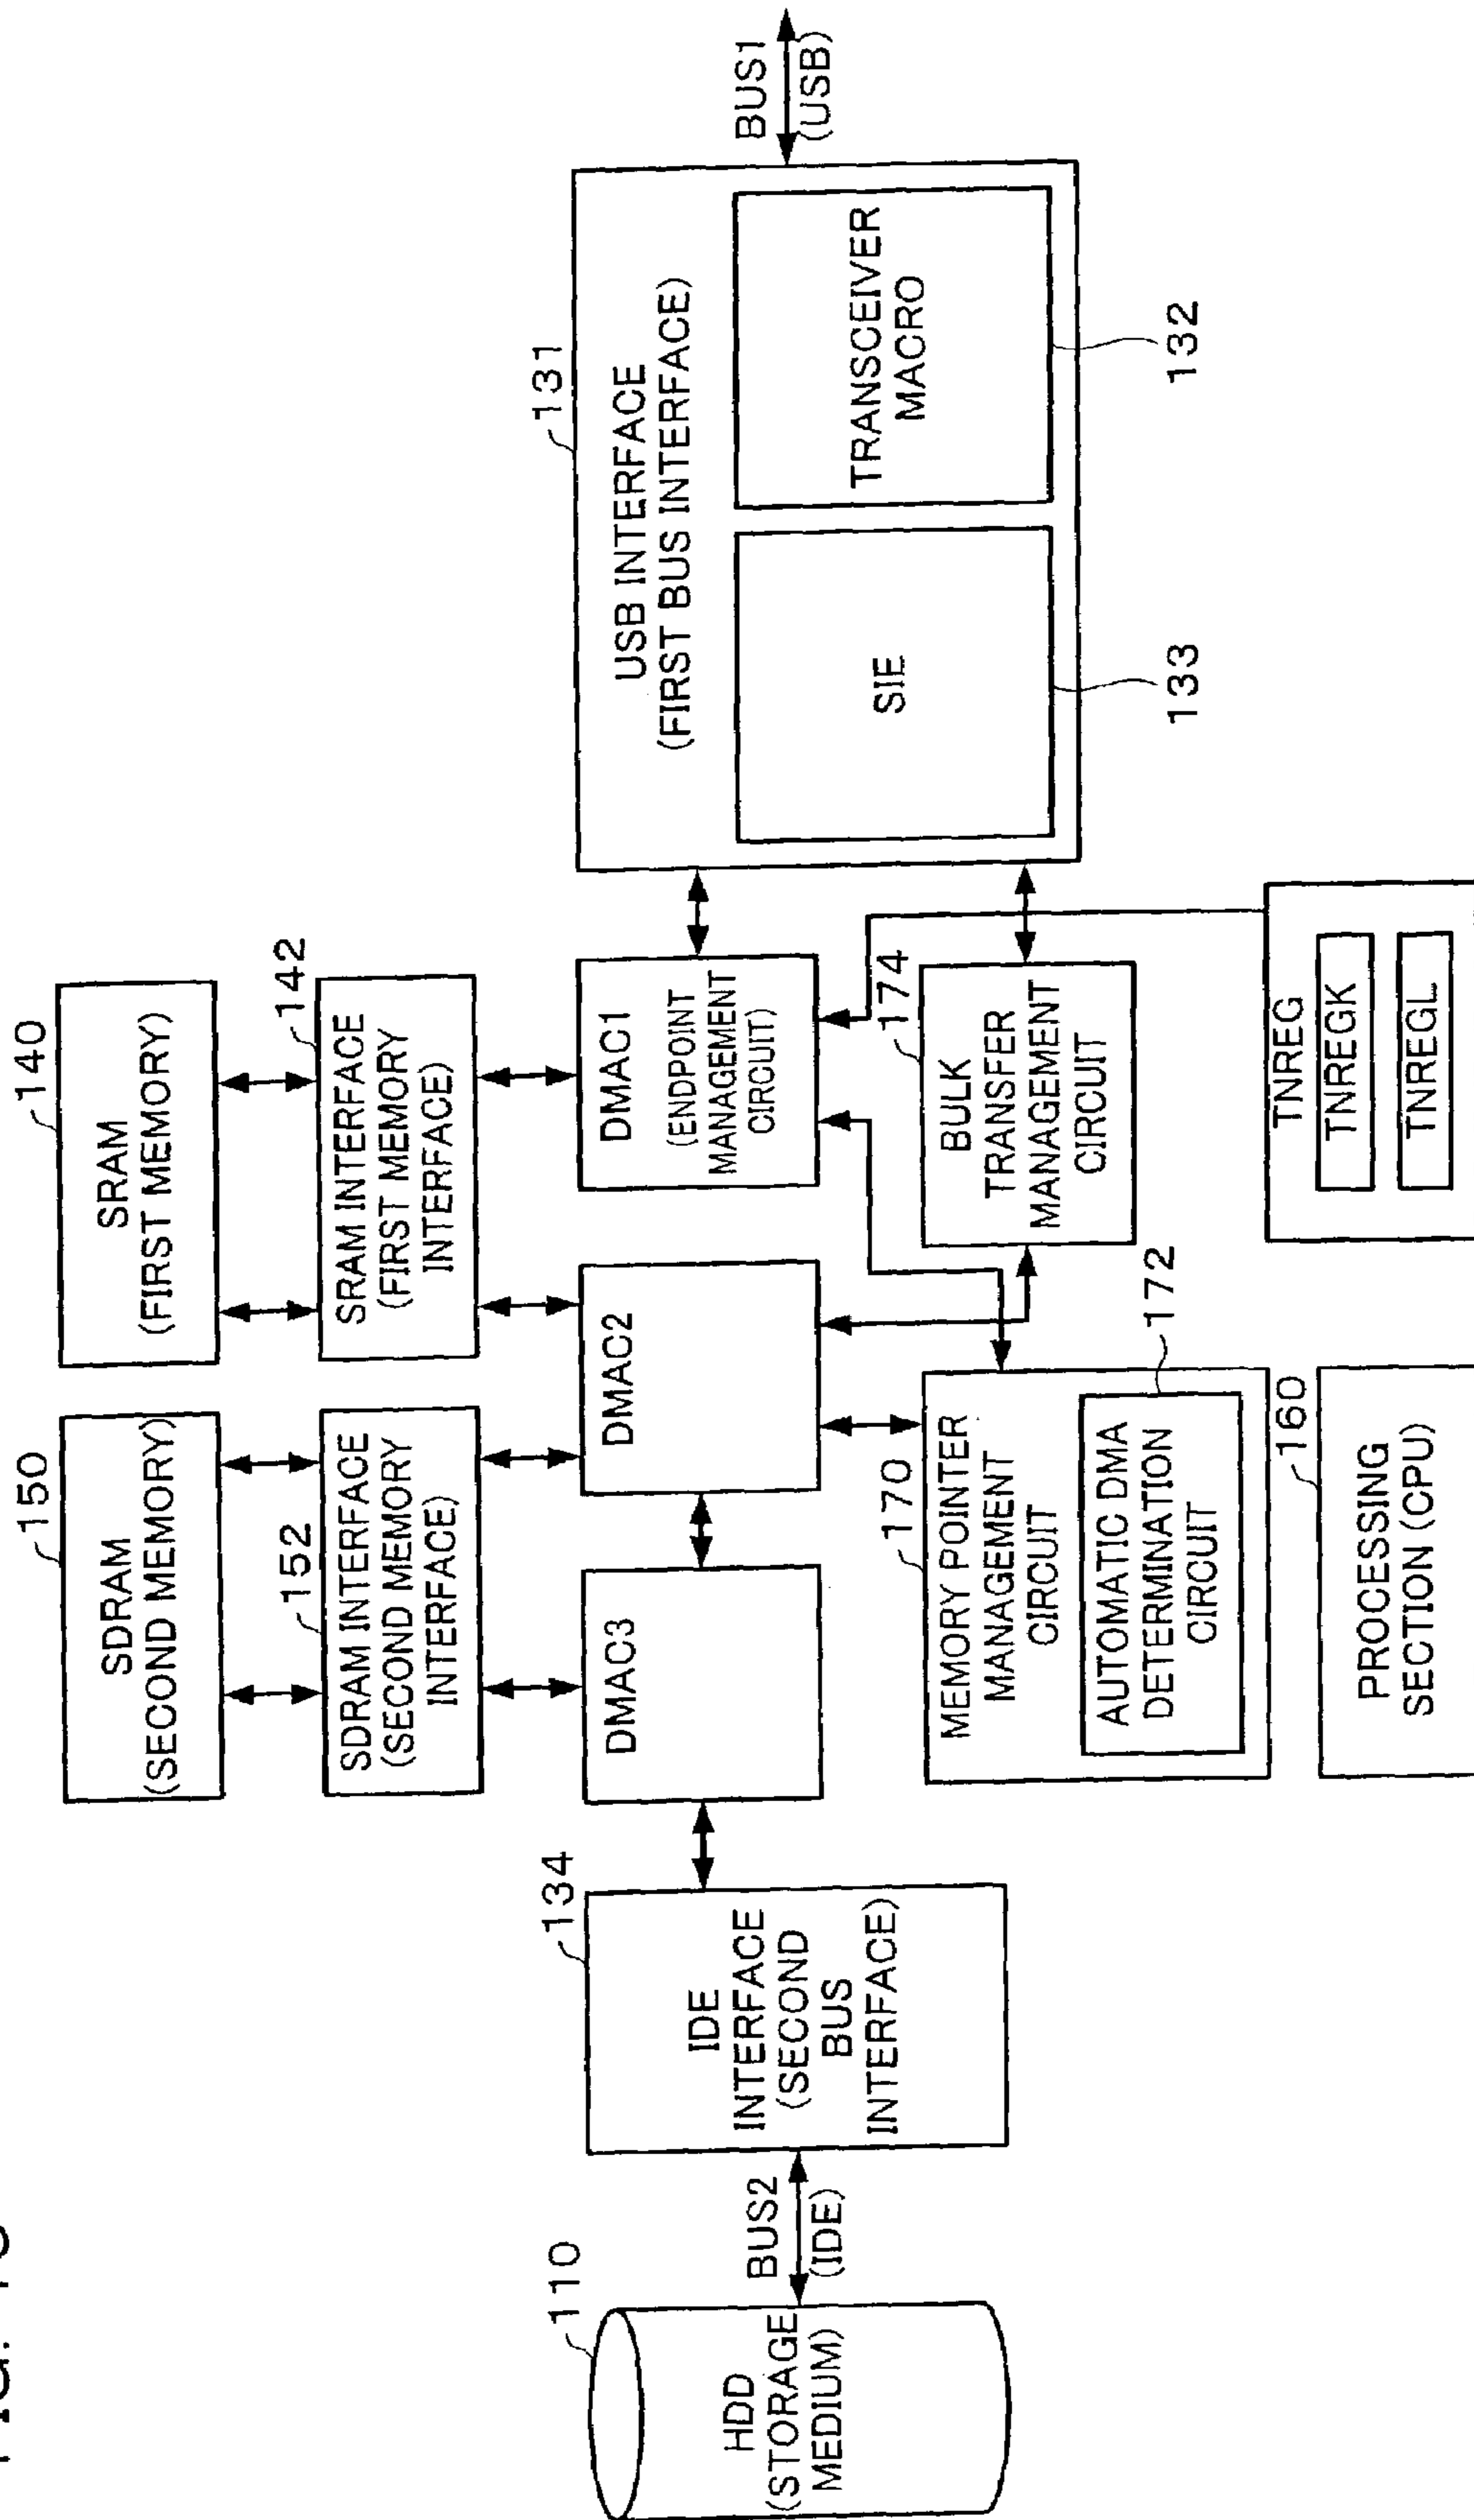 150
SDRAM
(SECOND MEMORY)
140
SRAM
(FIRST MEMORY)
152
SDRAM INTERFACE
(SECOND MEMORY
INTERFACE)
142
SRAM INTERFACE
(FIRST MEMORY
INTERFACE)
110
HDD
(STORAGE
MEDIUM)
BUS2
(IDE)
134
IDE
INTERFACE
(SECOND
BUS
INTERFACE)
DMAC3
DMAC2
DMAC1
(ENDPOINT
MANAGEMENT
CIRCUIT)
131
USB INTERFACE
(FIRST BUS INTERFACE)
SIE
133
TRANSCEIVER
MACRO
132
BUS1
(USB)
170
MEMORY POINTER
MANAGEMENT
CIRCUIT
172
AUTOMATIC DMA
DETERMINATION
CIRCUIT
174
BULK
TRANSFER
MANAGEMENT
CIRCUIT
160
PROCESSING
SECTION (CPU)
TNREG
TNREGK
TNREGL